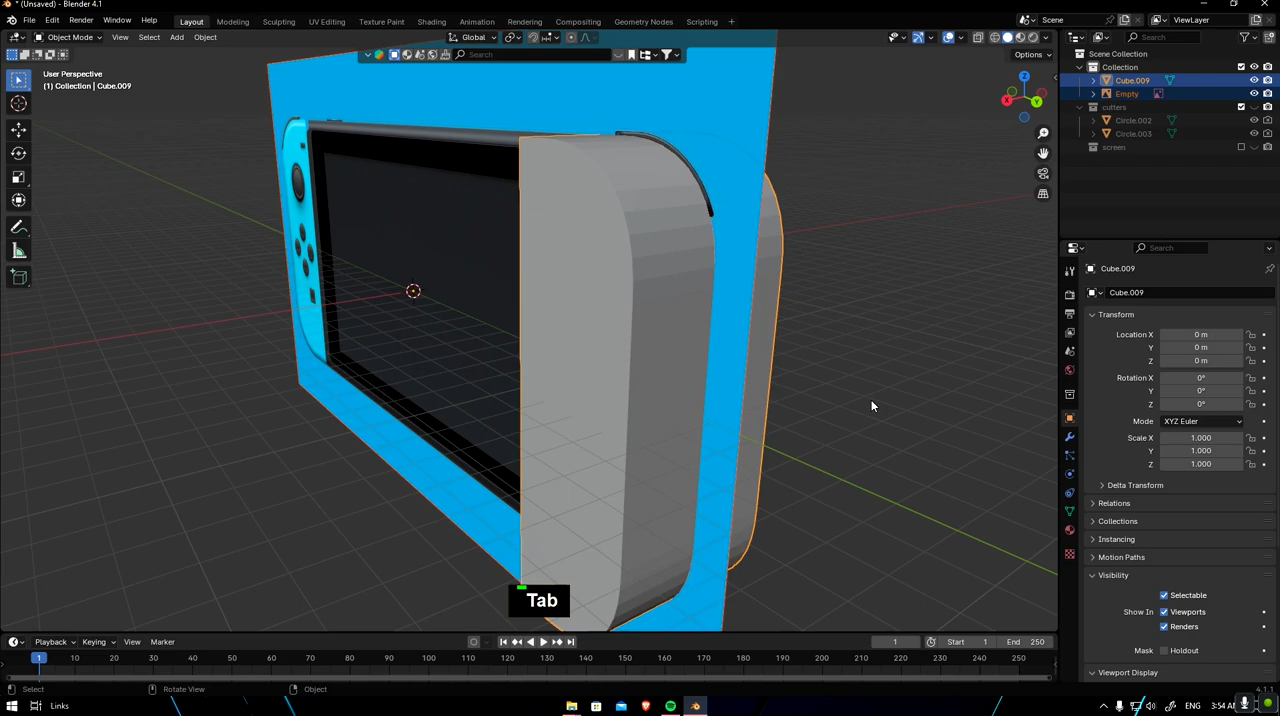 * (Unsaved) - Blender 4.1
File Edit Render Window Help Layout Modeling Sculpting UV Editing Texture Paint Shading Animation Rendering Compositing Geometry Nodes Scripting + Scene ViewLayer
Object Mode View Select Add Object Global Search
Search Options
User Perspective
(1) Collection | Cube.009
Z
X
Y
Scene Collection
Collection
Cube.009
Empty
cutters
Circle.002
Circle.003
screen
Search
Cube.009
Cube.009
Transform
Location X 0 m
Y 0 m
Z 0 m
Rotation X 0°
Y 0°
Z 0°
Mode XYZ Euler
Scale X 1.000
Y 1.000
Z 1.000
Delta Transform
Relations
Collections
Instancing
Motion Paths
Visibility
Selectable
Show In Viewports
Renders
Mask Holdout
Viewport Display
Tab
Playback Keying View Marker 1 Start 1 End 250
1 10 20 30 40 50 60 70 80 90 100 110 120 130 140 150 160 170 180 190 200 210 220 230 240 250
Select Rotate View Object 4.1.1
Links ENG 3:54